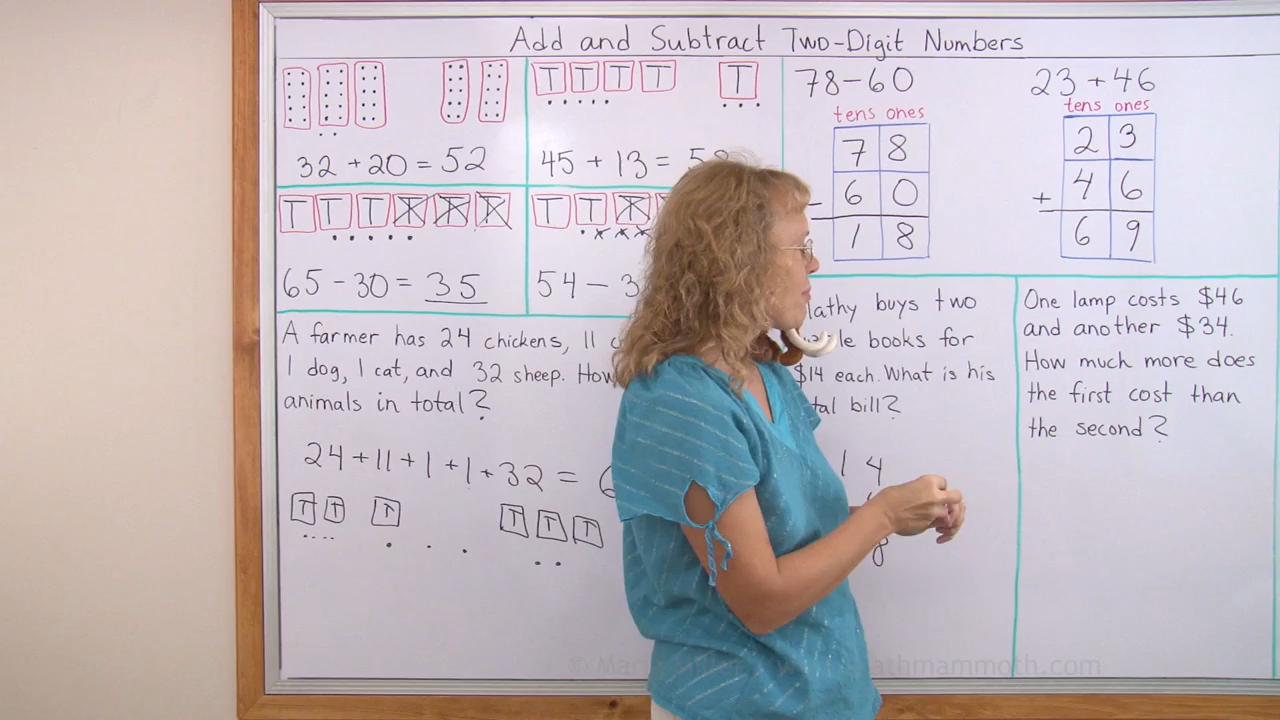 Add and Subtract Two-Digit Numbers
32 + 20 = 52
T T T T T
45 + 13 =
T T T T T T
65 - 30 = 35
T T T
54 -
78-60
tens ones
7 8
- 6 0
1 8
23 + 46
tens ones
2 3
+ 4 6
6 9
A farmer has 24 chickens, 11
1 dog, 1 cat, and 32 sheep. How
animals in total?
24 + 11 + 1 + 1 + 32 =
T T T T T T
buys two
books for
$14 each. What is his
bill?
1 4
8
One lamp costs $46
and another $34.
How much more does
the first cost than
the second?